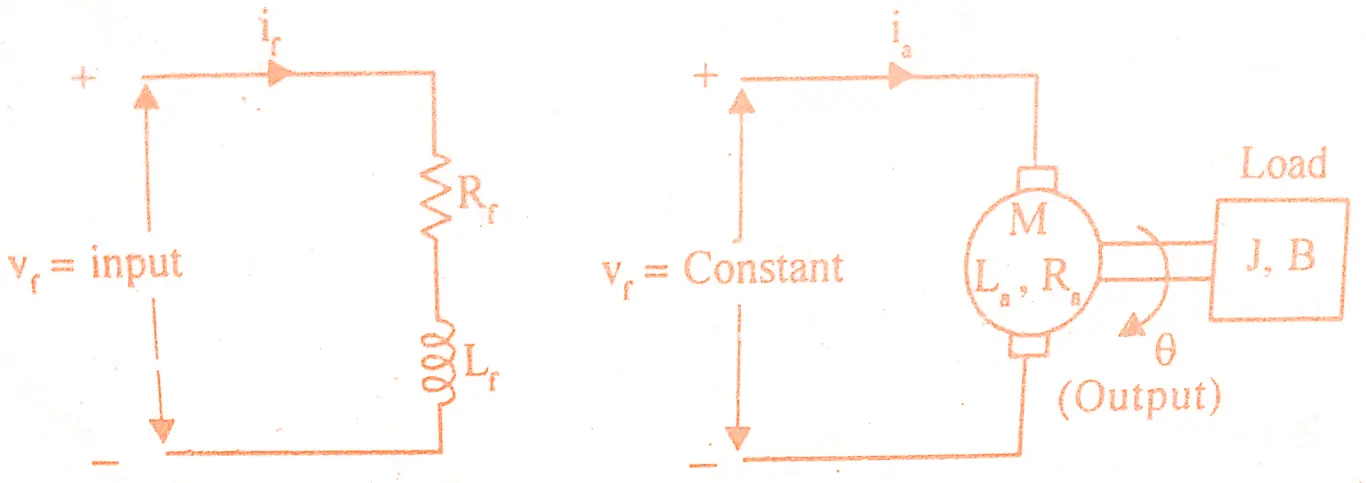 i_f
+
R_f
v_f = input
L_f
–
i_a
+
Load
M
v_f = Constant
L_a, R_a
J, B
θ
(Output)
–